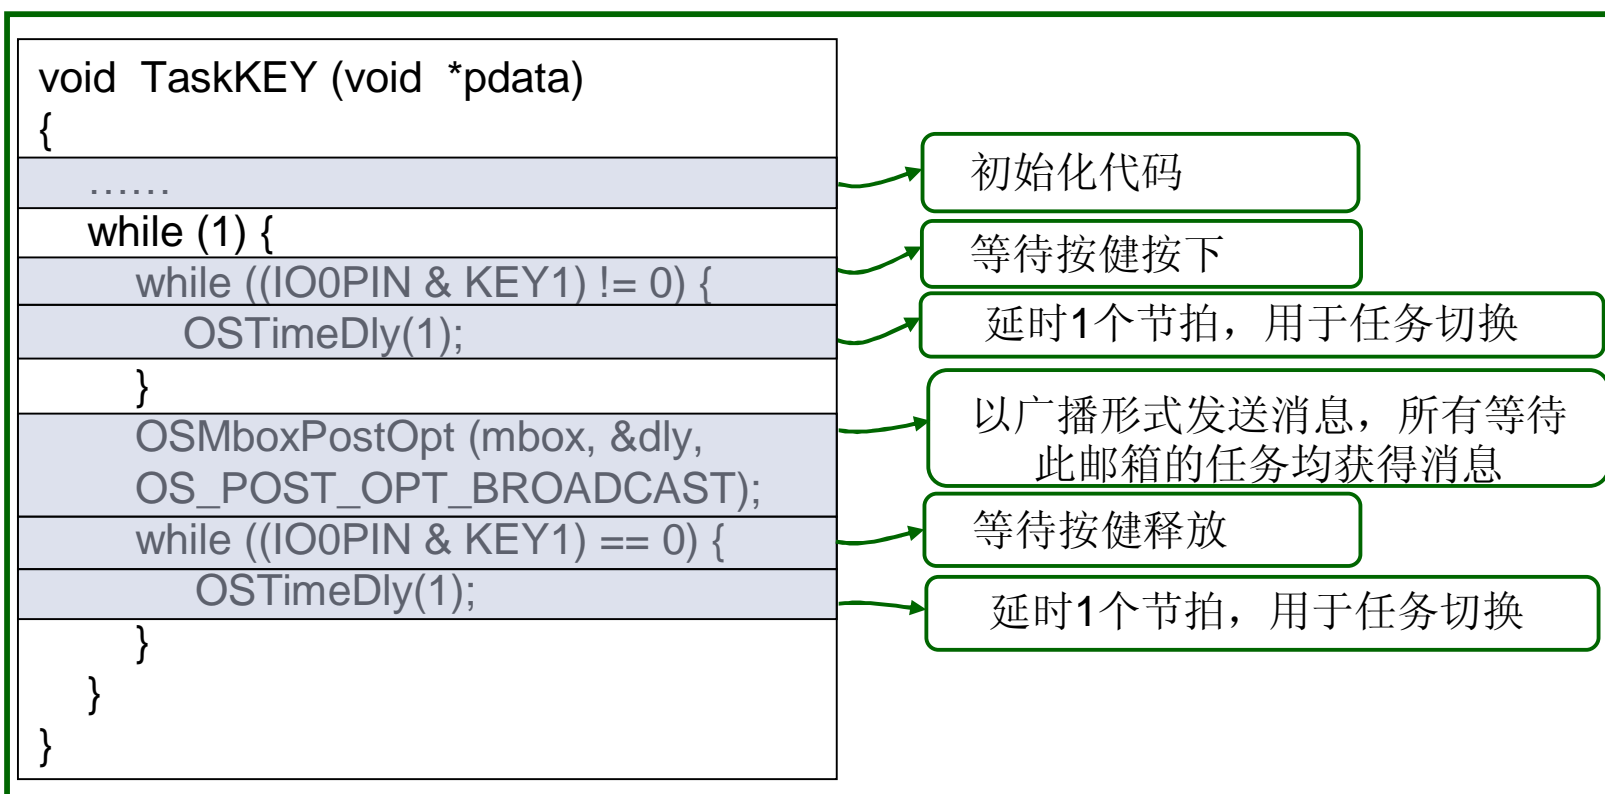 void TaskKEY (void *pdata)
{
……
初始化代码
while (1) {
等待按健按下
while ((IO0PIN & KEY1) != 0) {
延时1个节拍，用于任务切换
OSTimeDly(1);
}
以广播形式发送消息，所有等待
此邮箱的任务均获得消息
OSMboxPostOpt (mbox, &dly,
OS_POST_OPT_BROADCAST);
等待按健释放
while ((IO0PIN & KEY1) == 0) {
OSTimeDly(1);
延时1个节拍，用于任务切换
}
}
}